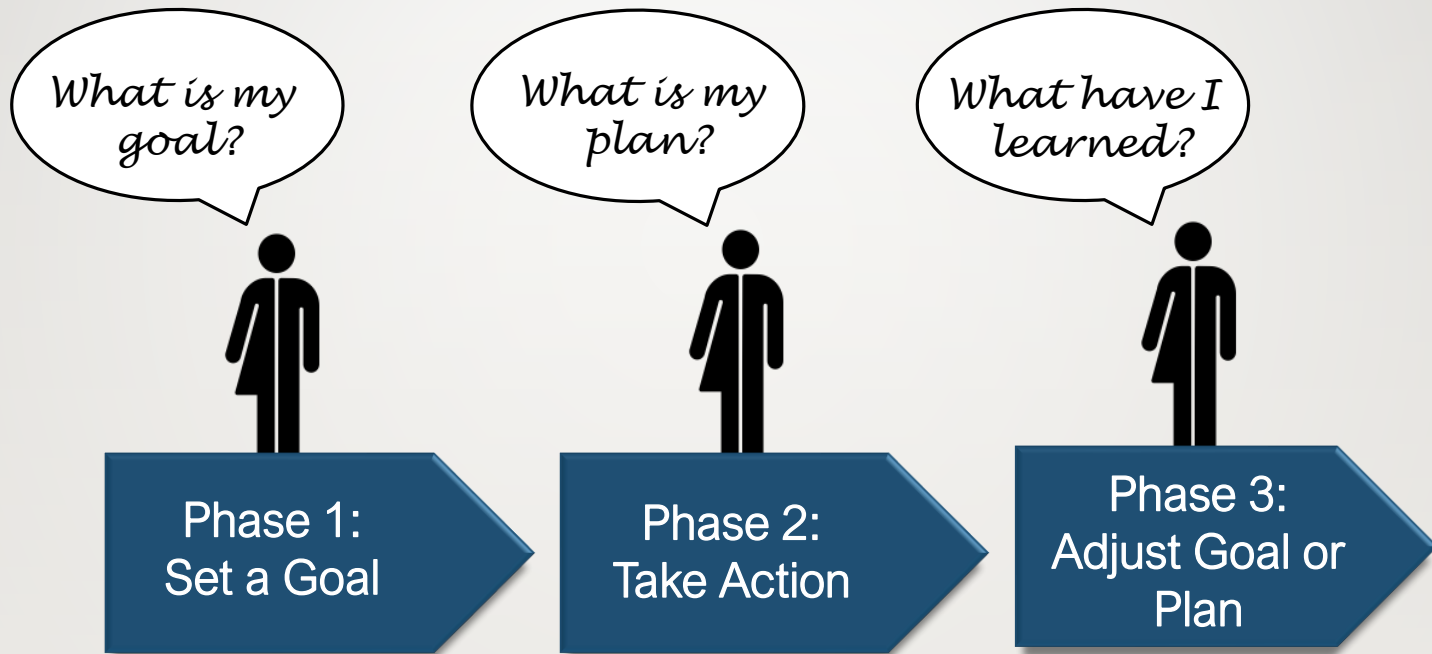 What is my
goal?
What is my
plan?
What have I
learned?
Phase 1:
Set a Goal
Phase 2:
Take Action
Phase 3:
Adjust Goal or
Plan